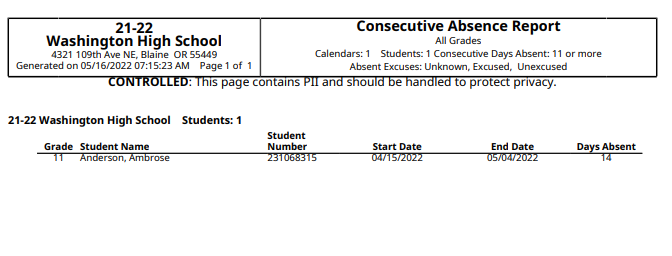 21-22
Washington High School
4321 109th Ave NE, Blaine OR 55449
Generated on 05/16/2022 07:15:23 AM Page 1 of 1
Consecutive Absence Report
All Grades
Calendars: 1 Students: 1 Consecutive Days Absent: 11 or more
Absent Excuses: Unknown, Excused, Unexcused
CONTROLLED: This page contains PII and should be handled to protect privacy.
21-22 Washington High School Students: 1
Grade Student Name Student Number Start Date End Date Days Absent
11 Anderson, Ambrose 231068315 04/15/2022 05/04/2022 14